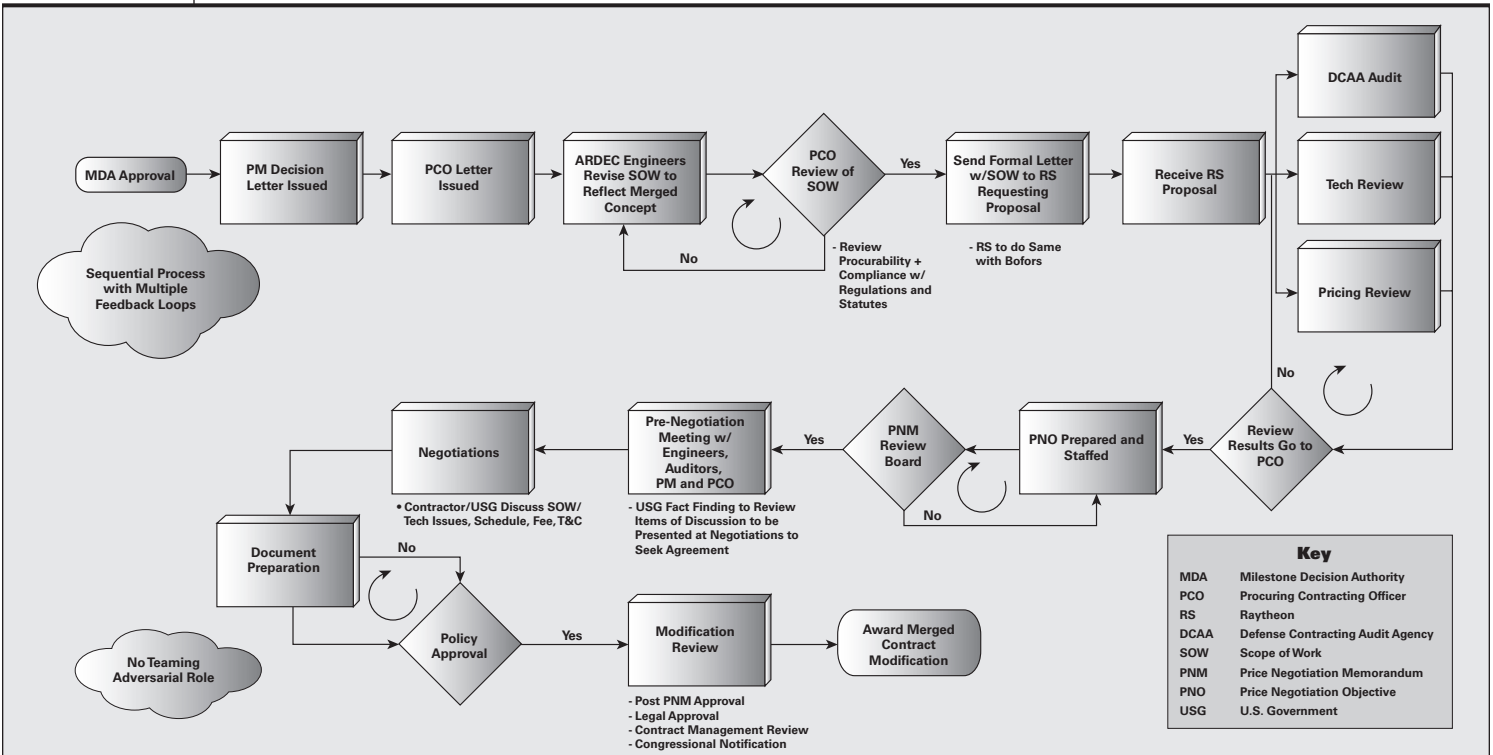 MDA Approval
PM Decision
Letter Issued
PCO Letter
Issued
ARDEC Engineers
Revise SOW to
Reflect Merged
Concept
PCO
Review of
SOW
Yes
No
- Review
Procurability +
Compliance w/
Regulations and
Statutes
Send Formal Letter
w/SOW to RS
Requesting
Proposal
- RS to do Same
with Bofors
Receive RS
Proposal
DCAA Audit
Tech Review
Pricing Review
Sequential Process
with Multiple
Feedback Loops
No
Review
Results Go to
PCO
Yes
PNO Prepared and
Staffed
PNM
Review
Board
No
Yes
Pre-Negotiation
Meeting w/
Engineers,
Auditors,
PM and PCO
- USG Fact Finding to Review
Items of Discussion to be
Presented at Negotiations to
Seek Agreement
Negotiations
• Contractor/USG Discuss SOW/
Tech Issues, Schedule, Fee, T&C
Document
Preparation
No
Policy
Approval
Yes
Modification
Review
- Post PNM Approval
- Legal Approval
- Contract Management Review
- Congressional Notification
Award Merged
Contract
Modification
No Teaming
Adversarial Role
Key
MDA Milestone Decision Authority
PCO Procuring Contracting Officer
RS Raytheon
DCAA Defense Contracting Audit Agency
SOW Scope of Work
PNM Price Negotiation Memorandum
PNO Price Negotiation Objective
USG U.S. Government